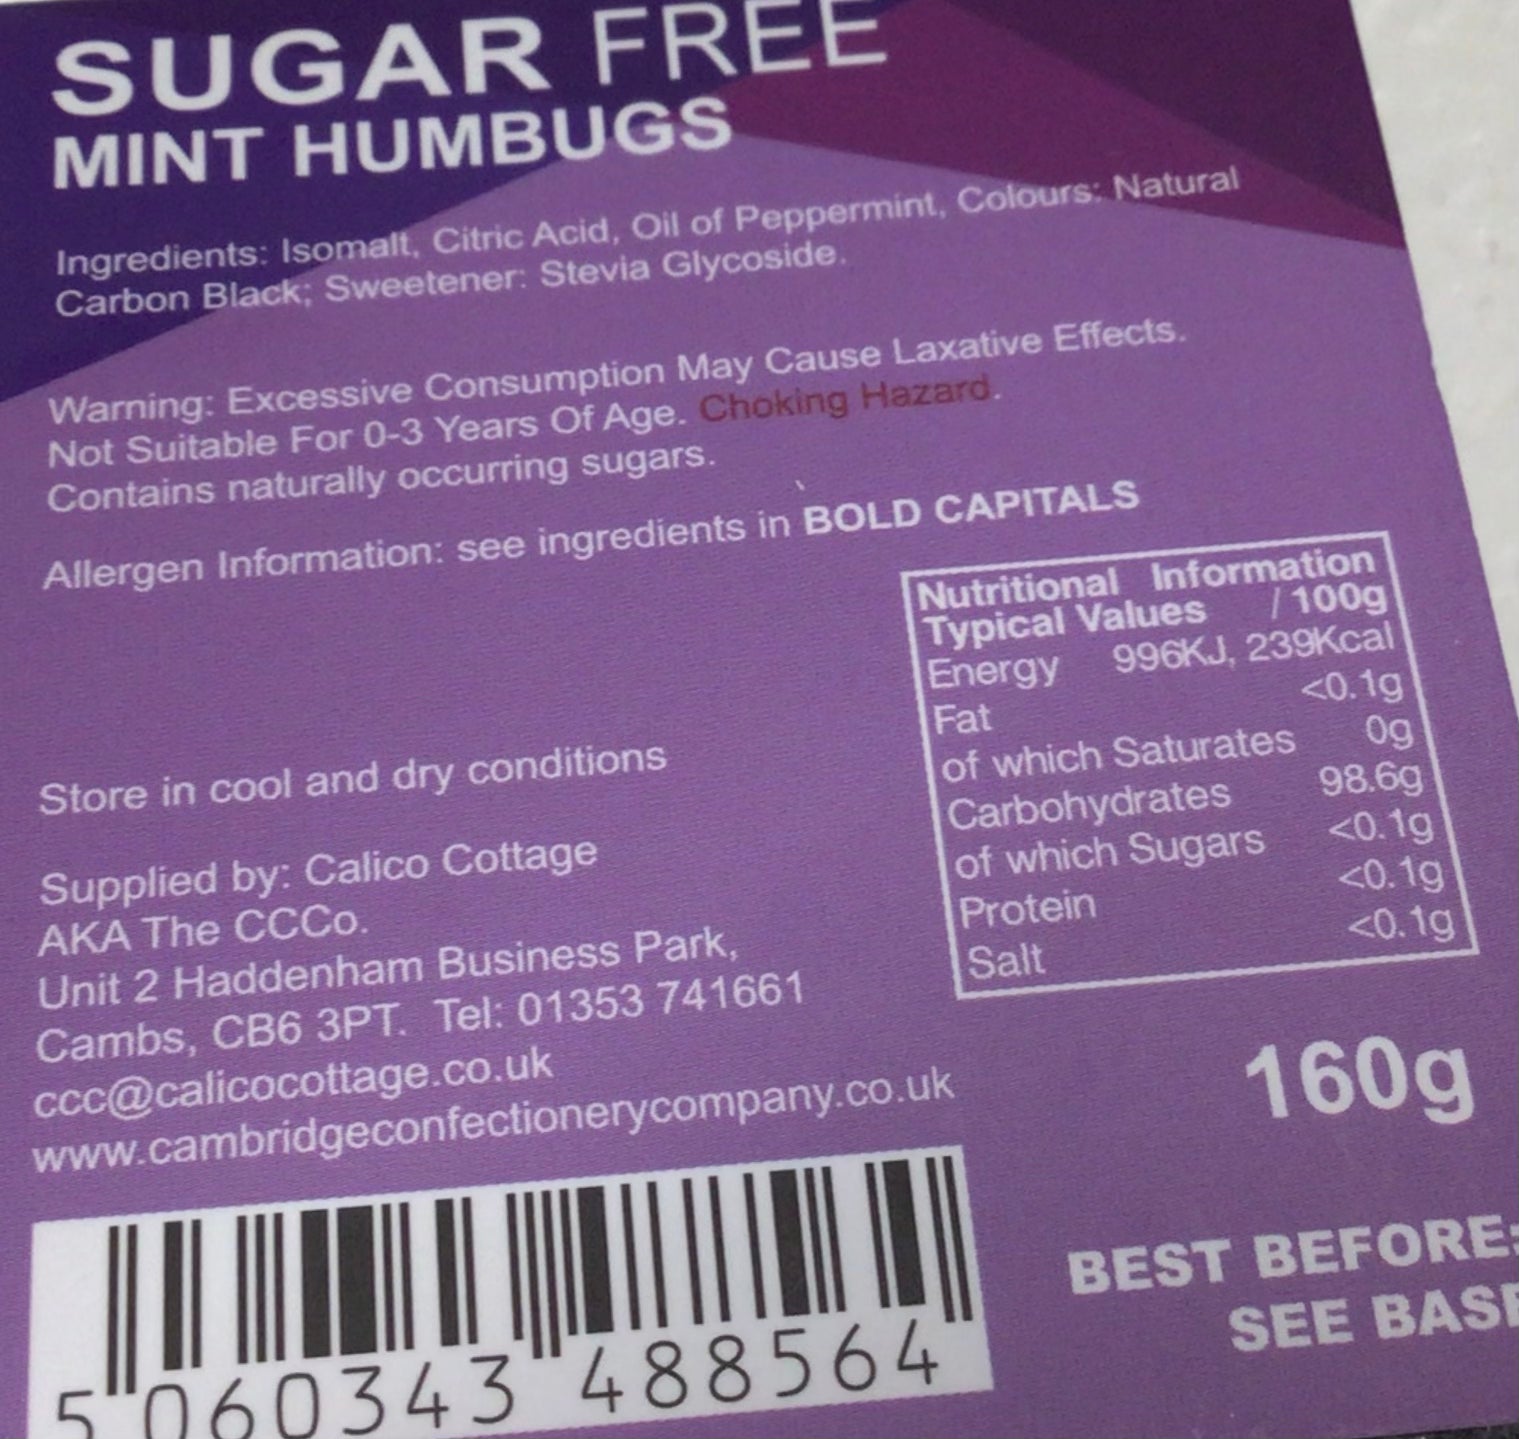 SUGAR FREE
MINT HUMBUGS
Ingredients: Isomalt, Citric Acid, Oil of Peppermint, Colours: Natural
Carbon Black; Sweetener: Stevia Glycoside.
Warning: Excessive Consumption May Cause Laxative Effects.
Not Suitable For 0-3 Years Of Age. Choking Hazard.
Contains naturally occurring sugars.
Allergen Information: see ingredients in BOLD CAPITALS
Nutritional Information
Typical Values / 100g
Energy 996KJ, 239Kcal
Fat <0.1g
of which Saturates 0g
Carbohydrates 98.6g
of which Sugars <0.1g
Protein <0.1g
Salt <0.1g
Store in cool and dry conditions
Supplied by: Calico Cottage
AKA The CCCo.
Unit 2 Haddenham Business Park,
Cambs, CB6 3PT. Tel: 01353 741661
ccc@calicocottage.co.uk
www.cambridgeconfectionerycompany.co.uk
160g
BEST BEFORE:
SEE BASE
5 060343 488564